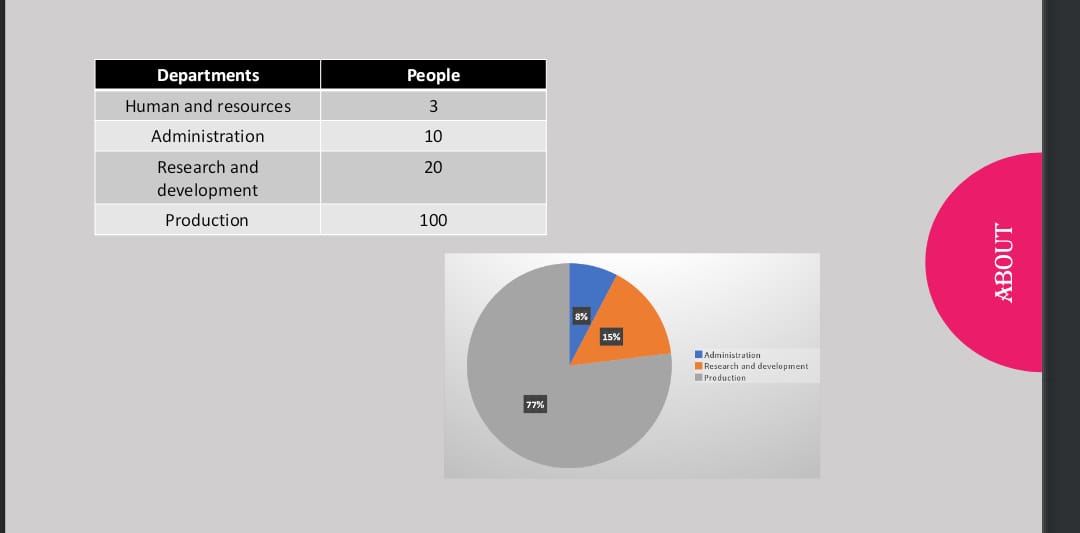 Departments People
Human and resources 3
Administration 10
Research and 20
development
Production 100
8%
15%
77%
Administration
Research and development
Production
ABOUT